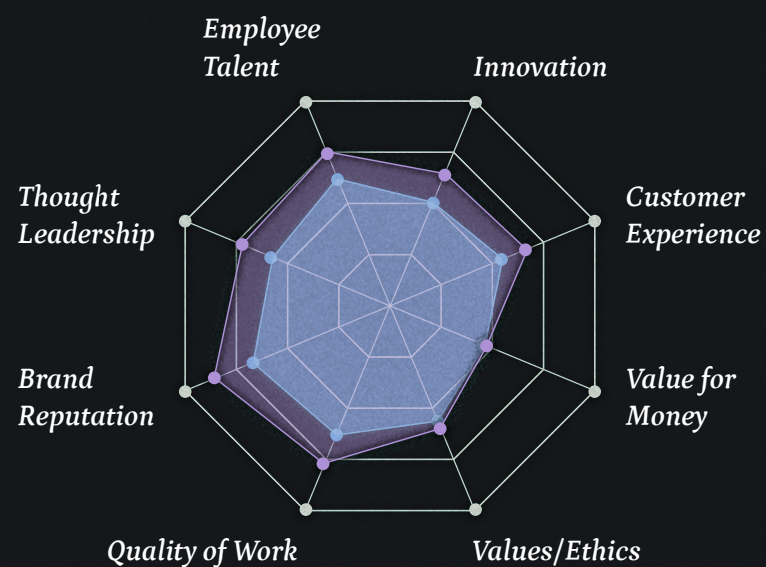 Employee
Talent
Innovation
Thought
Leadership
Customer
Experience
Brand
Reputation
Value for
Money
Quality of Work
Values/Ethics